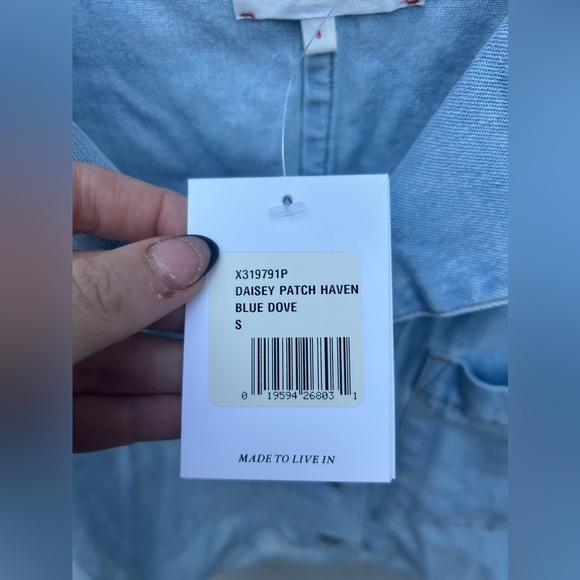 X319791P
DAISEY PATCH HAVEN
BLUE DOVE
S
0 19594 26803 1
MADE TO LIVE IN